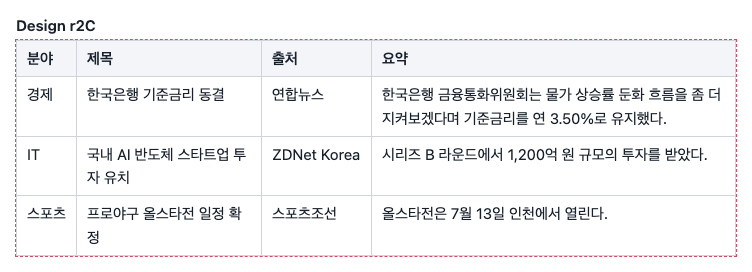 Design r2C
분야 제목 출처 요약
경제 한국은행 기준금리 동결 연합뉴스 한국은행 금융통화위원회는 물가 상승률 둔화 흐름을 좀 더
지켜보겠다며 기준금리를 연 3.50%로 유지했다.
IT 국내 AI 반도체 스타트업 투 ZDNet Korea 시리즈 B 라운드에서 1,200억 원 규모의 투자를 받았다.
자 유치
스포츠 프로야구 올스타전 일정 확 스포츠조선 올스타전은 7월 13일 인천에서 열린다.
정